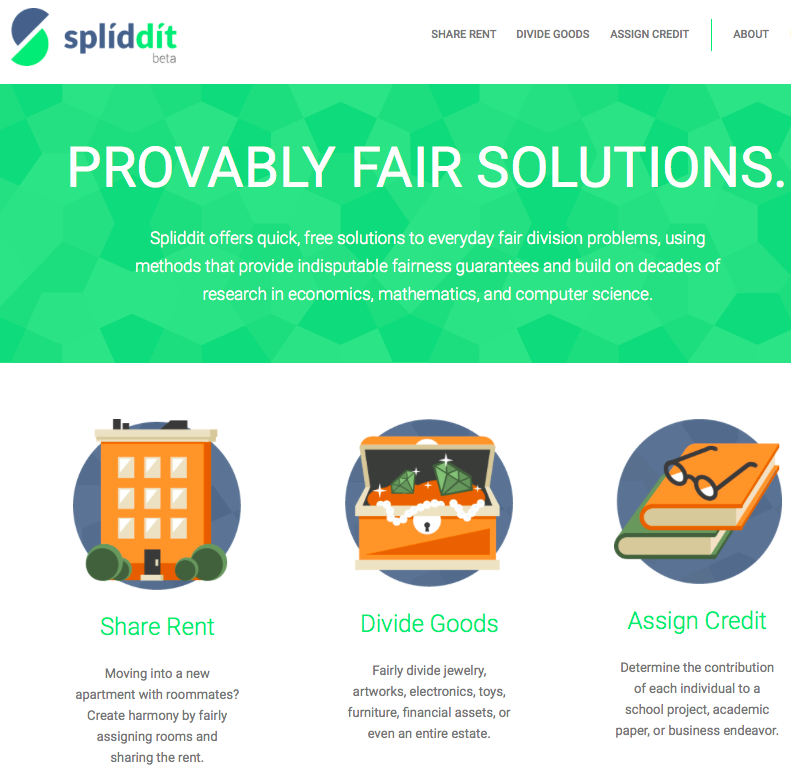 splíddít
beta
SHARE RENT DIVIDE GOODS ASSIGN CREDIT ABOUT
PROVABLY FAIR SOLUTIONS.
Spliddit offers quick, free solutions to everyday fair division problems, using
methods that provide indisputable fairness guarantees and build on decades of
research in economics, mathematics, and computer science.
Share Rent
Moving into a new
apartment with roommates?
Create harmony by fairly
assigning rooms and
sharing the rent.
Divide Goods
Fairly divide jewelry,
artworks, electronics, toys,
furniture, financial assets, or
even an entire estate.
Assign Credit
Determine the contribution
of each individual to a
school project, academic
paper, or business endeavor.